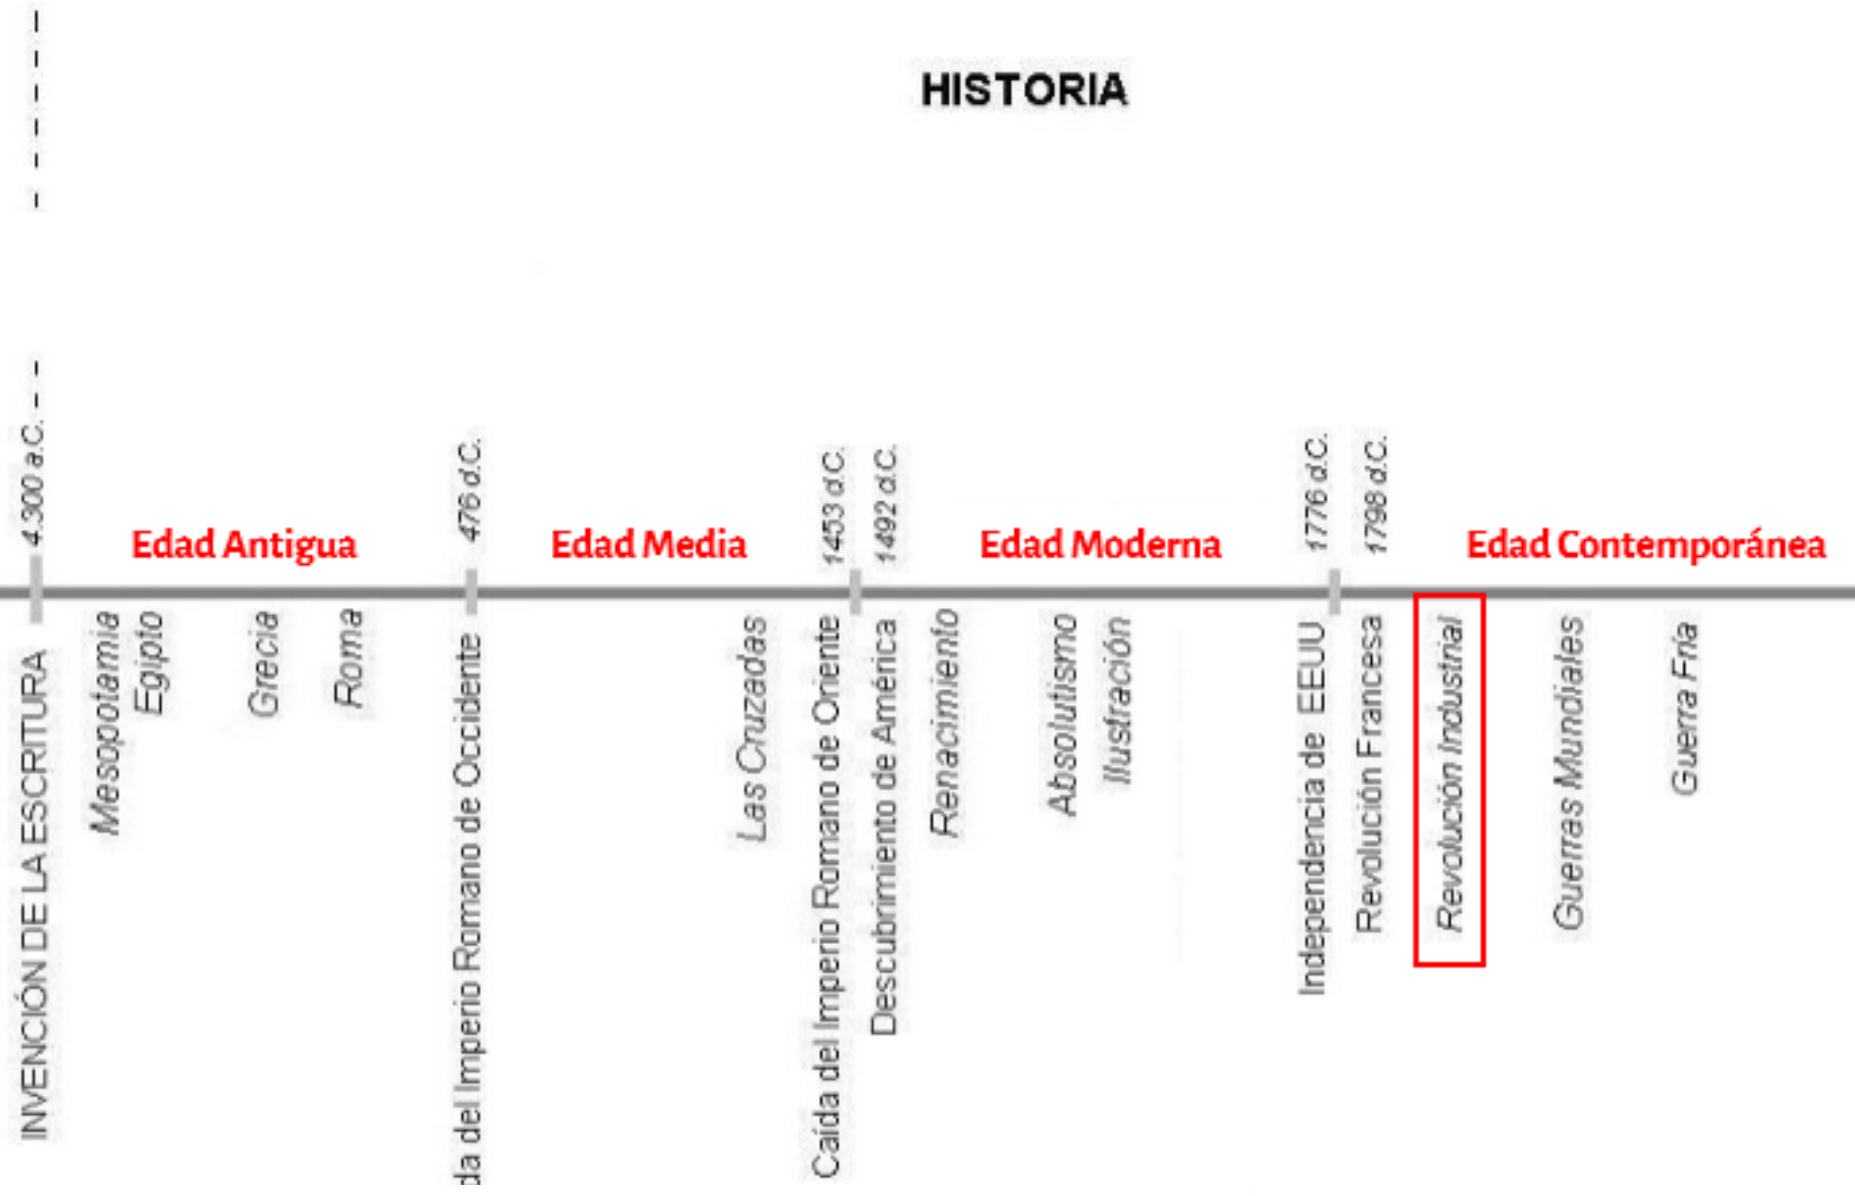 HISTORIA
4.300 a.C.
476 d.C.
1453 d.C.
1492 d.C.
1776 d.C.
1798 d.C.
Edad Antigua
Edad Media
Edad Moderna
Edad Contemporánea
INVENCIÓN DE LA ESCRITURA
Mesopotamia
Egipto
Grecia
Roma
da del Imperio Romano de Occidente
Las Cruzadas
Caída del Imperio Romano de Oriente
Descubrimiento de América
Renacimiento
Absolutismo
Ilustración
Independencia de EEUU
Revolución Francesa
Revolución Industrial
Guerras Mundiales
Guerra Fría